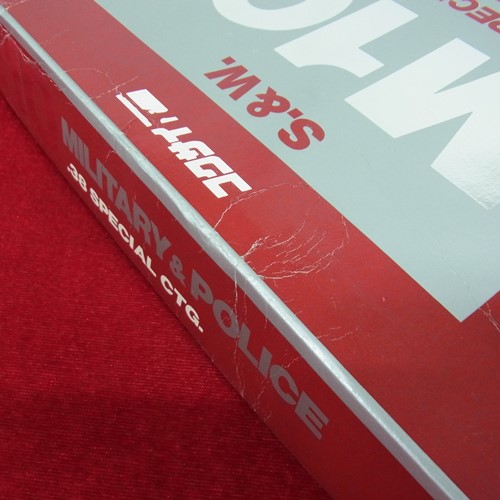 M10
S.&W.
コクサイ
MILITARY & POLICE
.38 SPECIAL CTG.